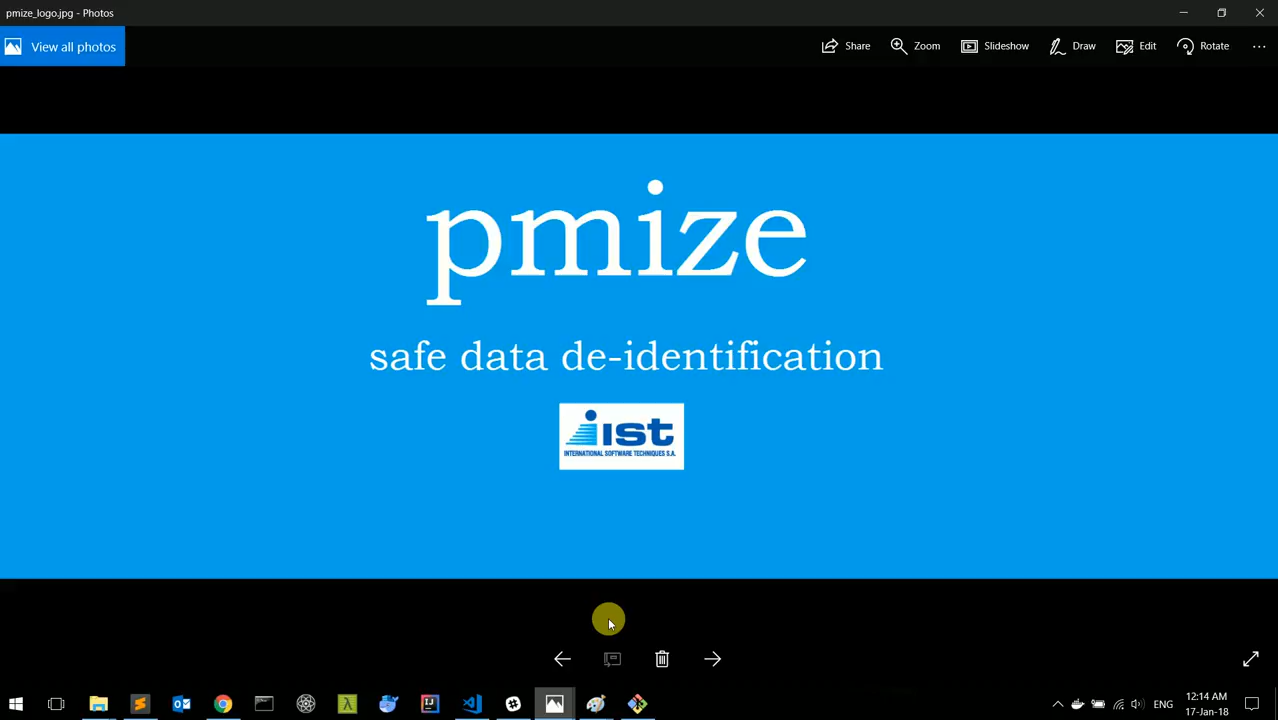 pmize_logo.jpg - Photos
View all photos
Share
Zoom
Slideshow
Draw
Edit
Rotate
pmize
safe data de-identification
iist
INTERNATIONAL SOFTWARE TECHNIQUES S.A.
ENG
12:14 AM
17-Jan-18